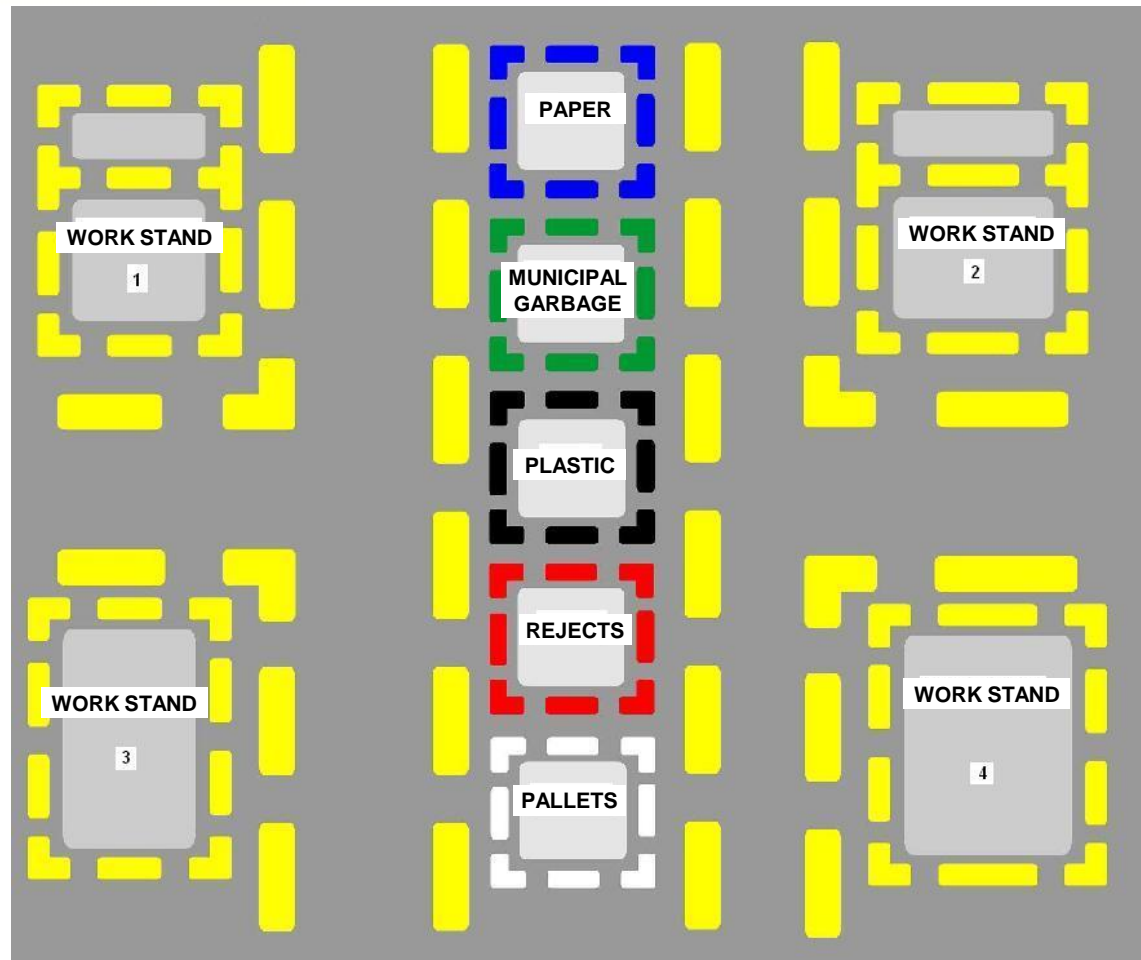 PAPER
WORK STAND
1
WORK STAND
2
MUNICIPAL
GARBAGE
PLASTIC
REJECTS
WORK STAND
3
WORK STAND
4
PALLETS